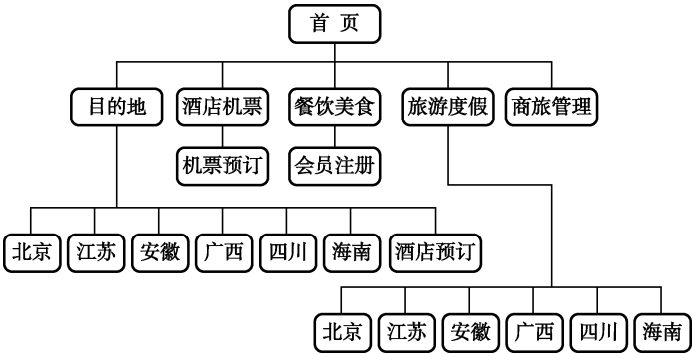 首 页
目的地 酒店机票 餐饮美食 旅游度假 商旅管理
机票预订 会员注册
北京 江苏 安徽 广西 四川 海南 酒店预订
北京 江苏 安徽 广西 四川 海南